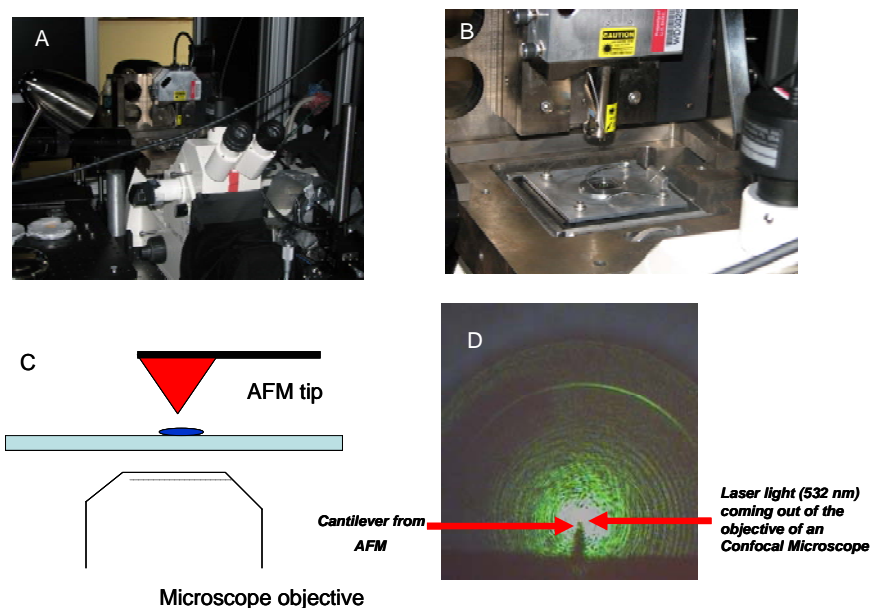 A
B
CAUTION
C
AFM tip
Microscope objective
D
Cantilever from
AFM
Laser light (532 nm)
coming out of the
objective of an
Confocal Microscope